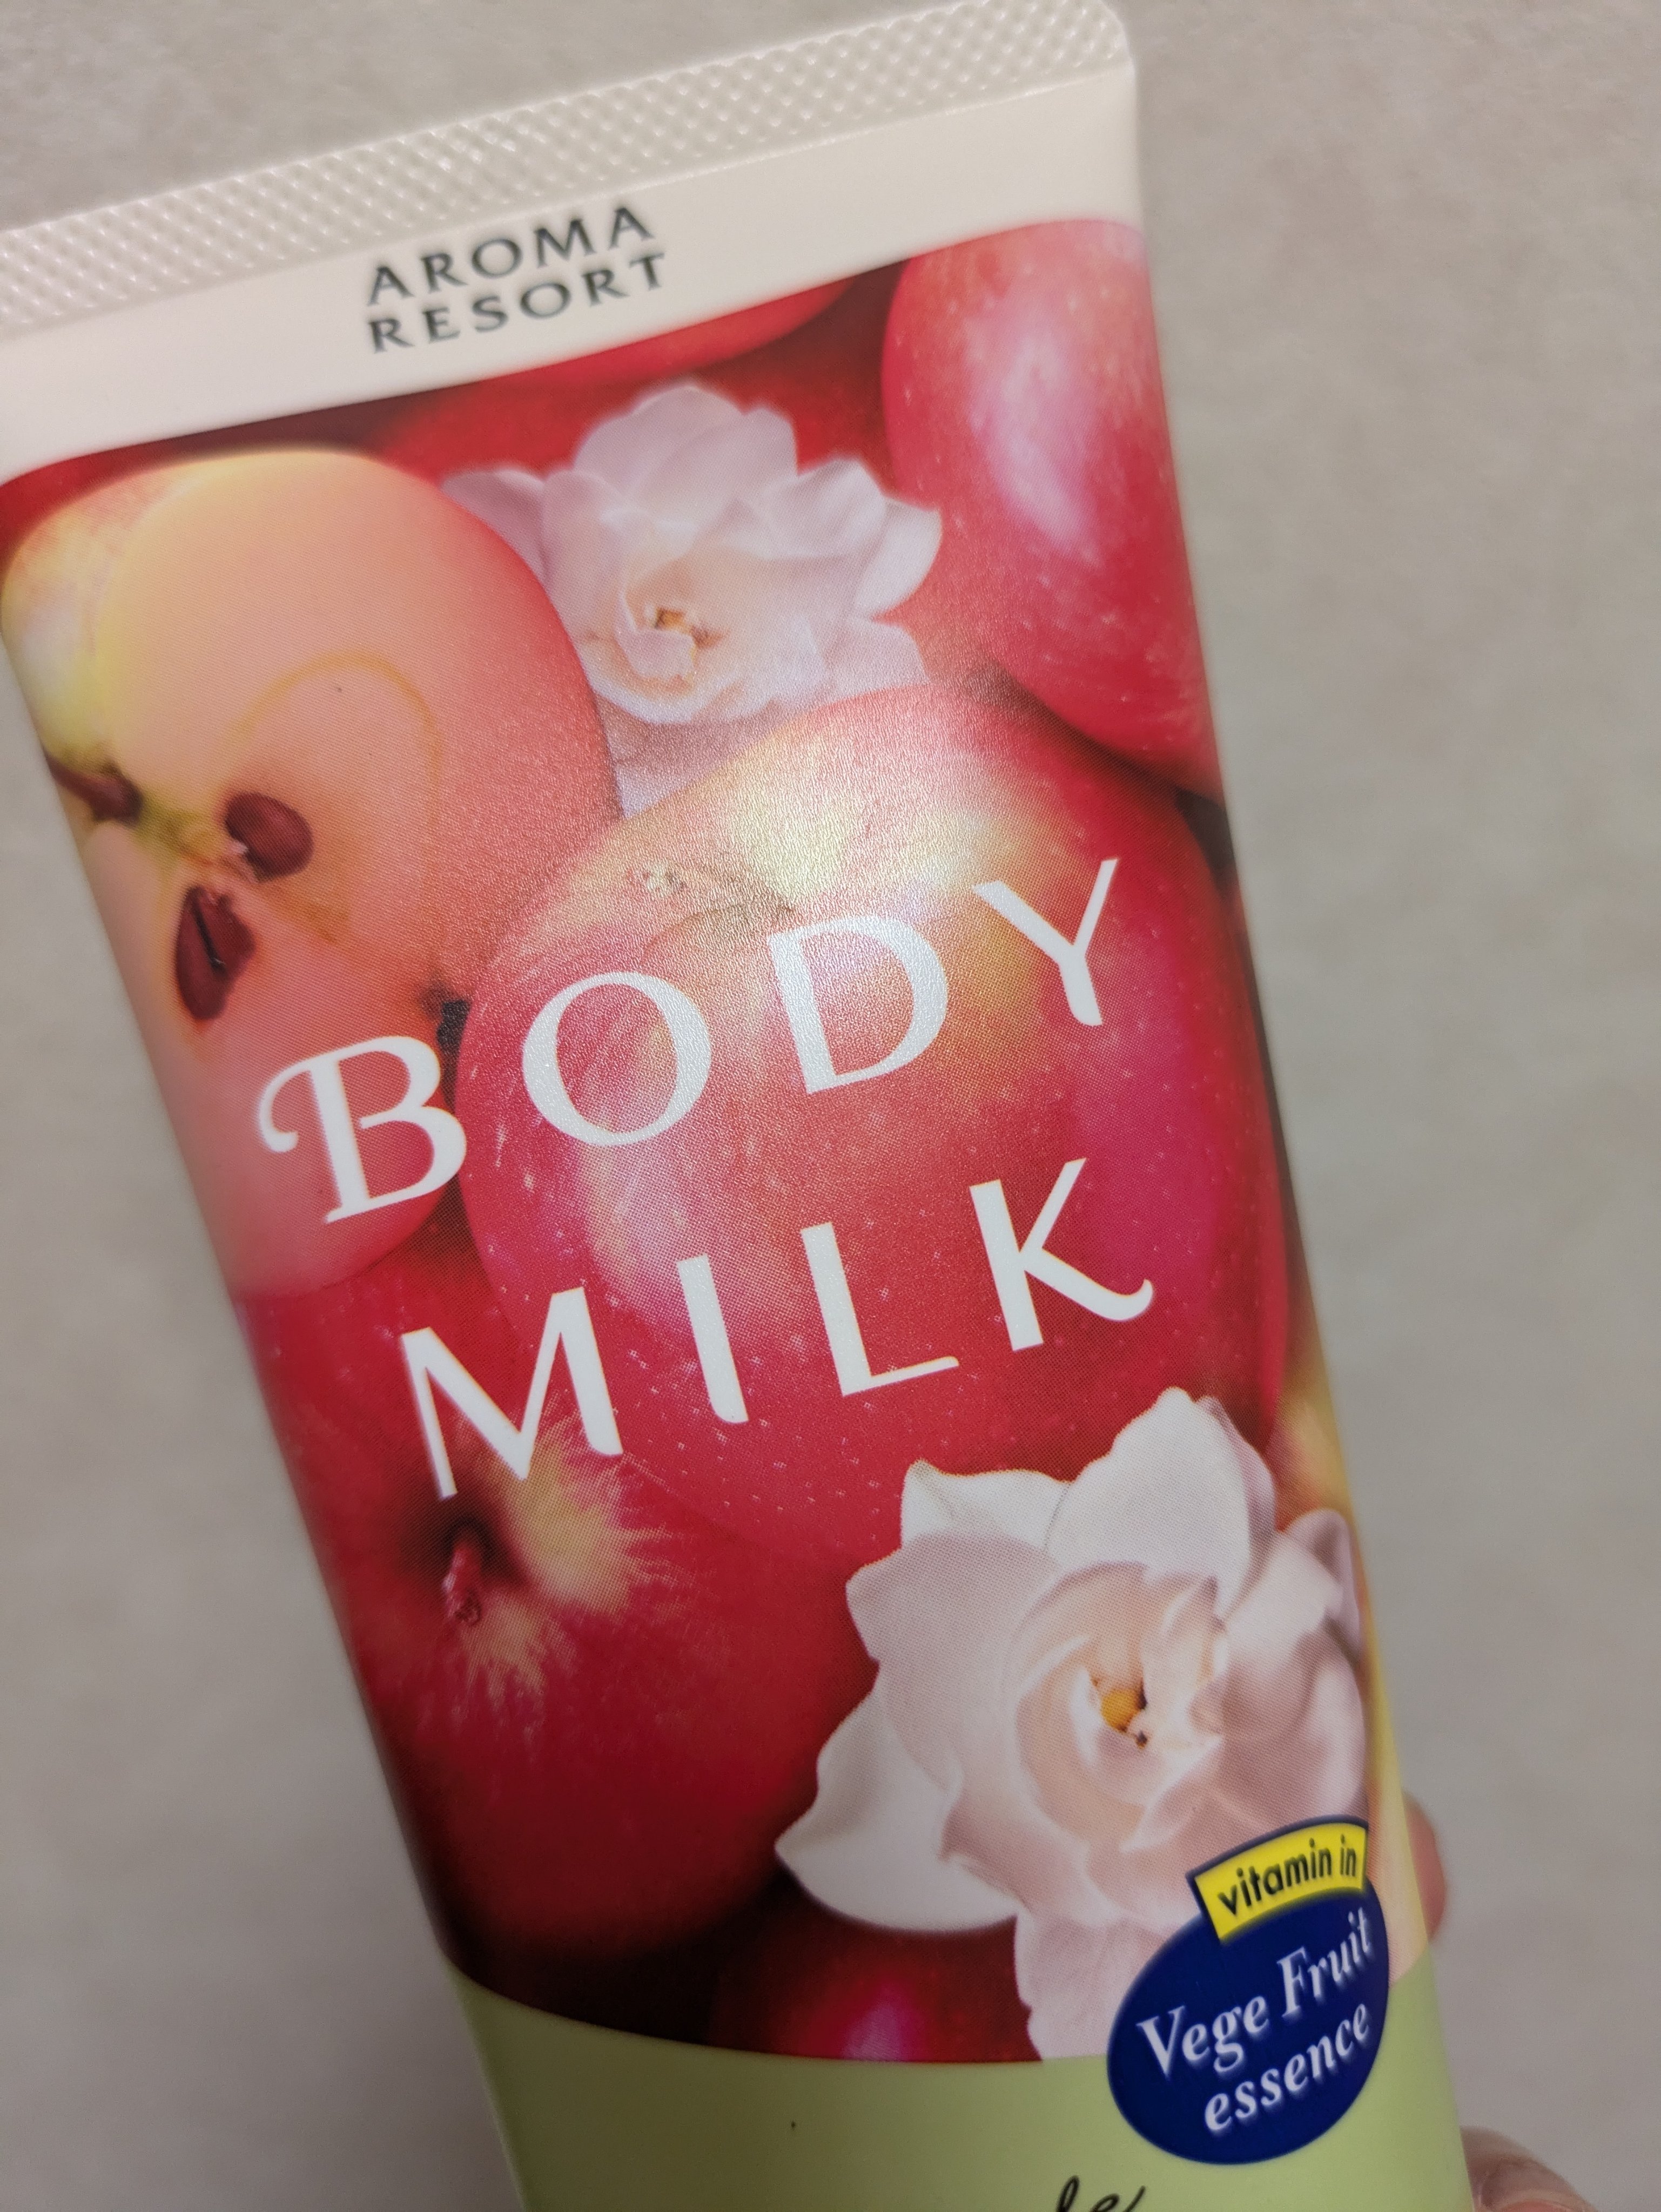 AROMA
RESORT
BODY
MILK
vitamin in
Vege Fruit
essence